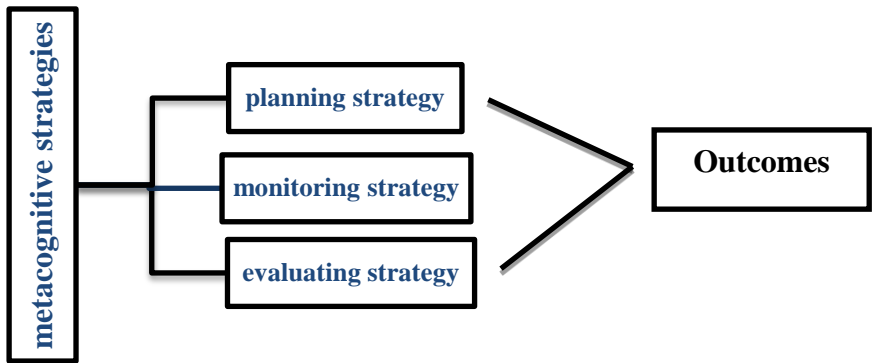 metacognitive strategies
planning strategy
monitoring strategy
evaluating strategy
Outcomes